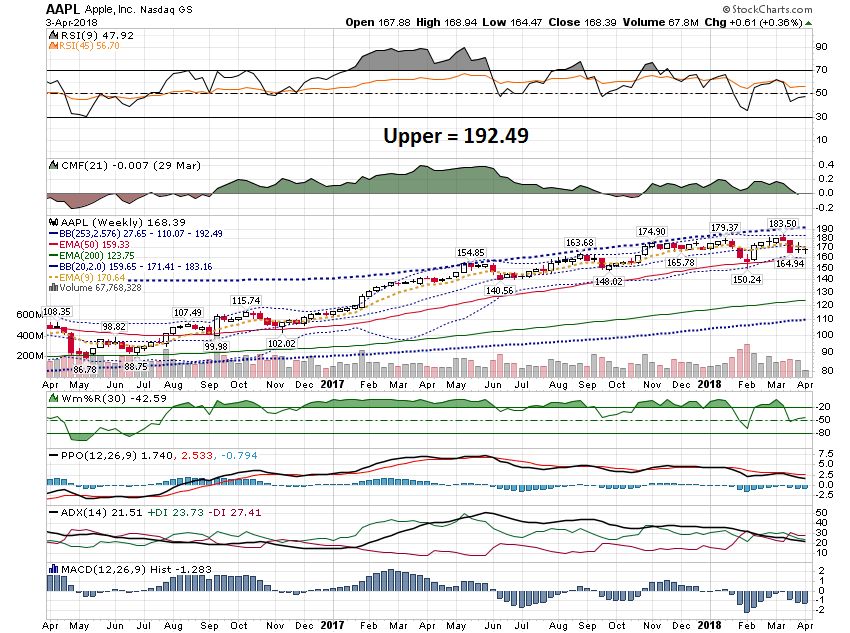 AAPL Apple, Inc. Nasdaq GS © StockCharts.com
3-Apr-2018 Open 167.88 High 168.94 Low 164.47 Close 168.39 Volume 67.8M Chg +0.61 (+0.36%)
RSI(9) 47.92
RSI(45) 56.70
90
70
50
30
10
Upper = 192.49
CMF(21) -0.007 (29 Mar)
0.4
0.2
0.0
-0.2
AAPL (Weekly) 168.39
BB(253,2.576) 27.65 - 110.07 - 192.49
EMA(50) 159.33
EMA(200) 123.75
BB(20,2.0) 159.65 - 171.41 - 183.16
EMA(9) 170.64
Volume 67,768,328
108.35
98.82
86.78
88.75
107.49
99.98
115.74
102.02
154.85
140.56
163.68
148.02
174.90
165.78
179.37
150.24
183.50
164.94
190
180
170
160
150
140
130
120
110
100
90
80
600M
400M
200M
Apr May Jun Jul Aug Sep Oct Nov Dec 2017 Feb Mar Apr May Jun Jul Aug Sep Oct Nov Dec 2018 Feb Mar Apr
Wm%R(30) -42.59
-20
-50
-80
PPO(12,26,9) 1.740, 2.533, -0.794
7.5
5.0
2.5
0.0
-2.5
ADX(14) 21.51 +DI 23.73 -DI 27.41
50
40
30
20
10
MACD(12,26,9) Hist -1.283
2
1
0
-1
-2
Apr May Jun Jul Aug Sep Oct Nov Dec 2017 Feb Mar Apr May Jun Jul Aug Sep Oct Nov Dec 2018 Feb Mar Apr